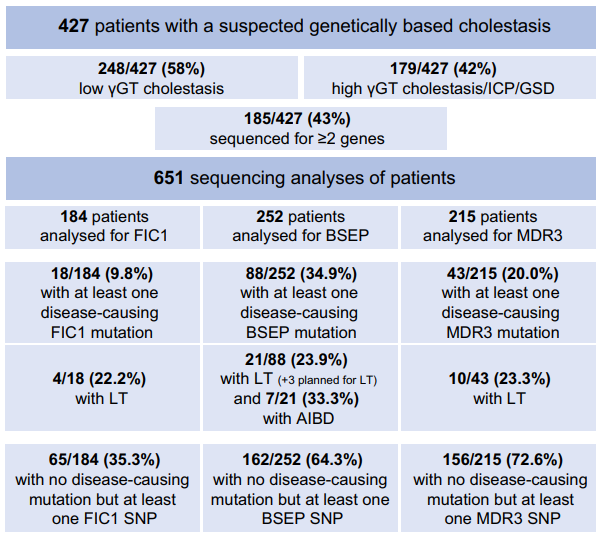 427 patients with a suspected genetically based cholestasis
248/427 (58%)
low γGT cholestasis
179/427 (42%)
high γGT cholestasis/ICP/GSD
185/427 (43%)
sequenced for ≥2 genes
651 sequencing analyses of patients
184 patients
analysed for FIC1
252 patients
analysed for BSEP
215 patients
analysed for MDR3
18/184 (9.8%)
with at least one
disease-causing
FIC1 mutation
88/252 (34.9%)
with at least one
disease-causing
BSEP mutation
43/215 (20.0%)
with at least one
disease-causing
MDR3 mutation
4/18 (22.2%)
with LT
21/88 (23.9%)
with LT (+3 planned for LT)
and 7/21 (33.3%)
with AIBD
10/43 (23.3%)
with LT
65/184 (35.3%)
with no disease-causing
mutation but at least
one FIC1 SNP
162/252 (64.3%)
with no disease-causing
mutation but at least one
BSEP SNP
156/215 (72.6%)
with no disease-causing
mutation but at least
one MDR3 SNP